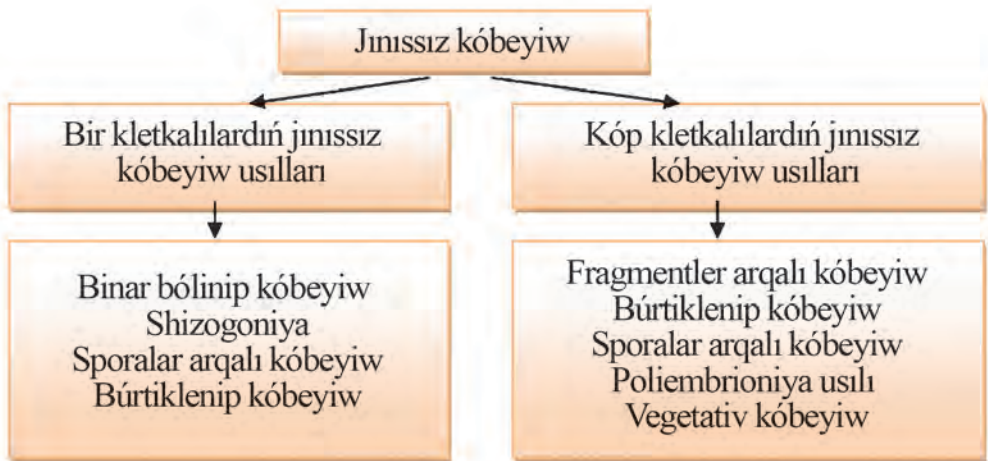 Jınıssız kóbeyiw
Bir kletkalılardıń jınıssız
kóbeyiw usılları
Kóp kletkalılardıń jınıssız
kóbeyiw usılları
Binar bólinip kóbeyiw
Shizogoniya
Sporalar arqalı kóbeyiw
Búrtiklenip kóbeyiw
Fragmentler arqalı kóbeyiw
Búrtiklenip kóbeyiw
Sporalar arqalı kóbeyiw
Poliembrioniya usılı
Vegetativ kóbeyiw